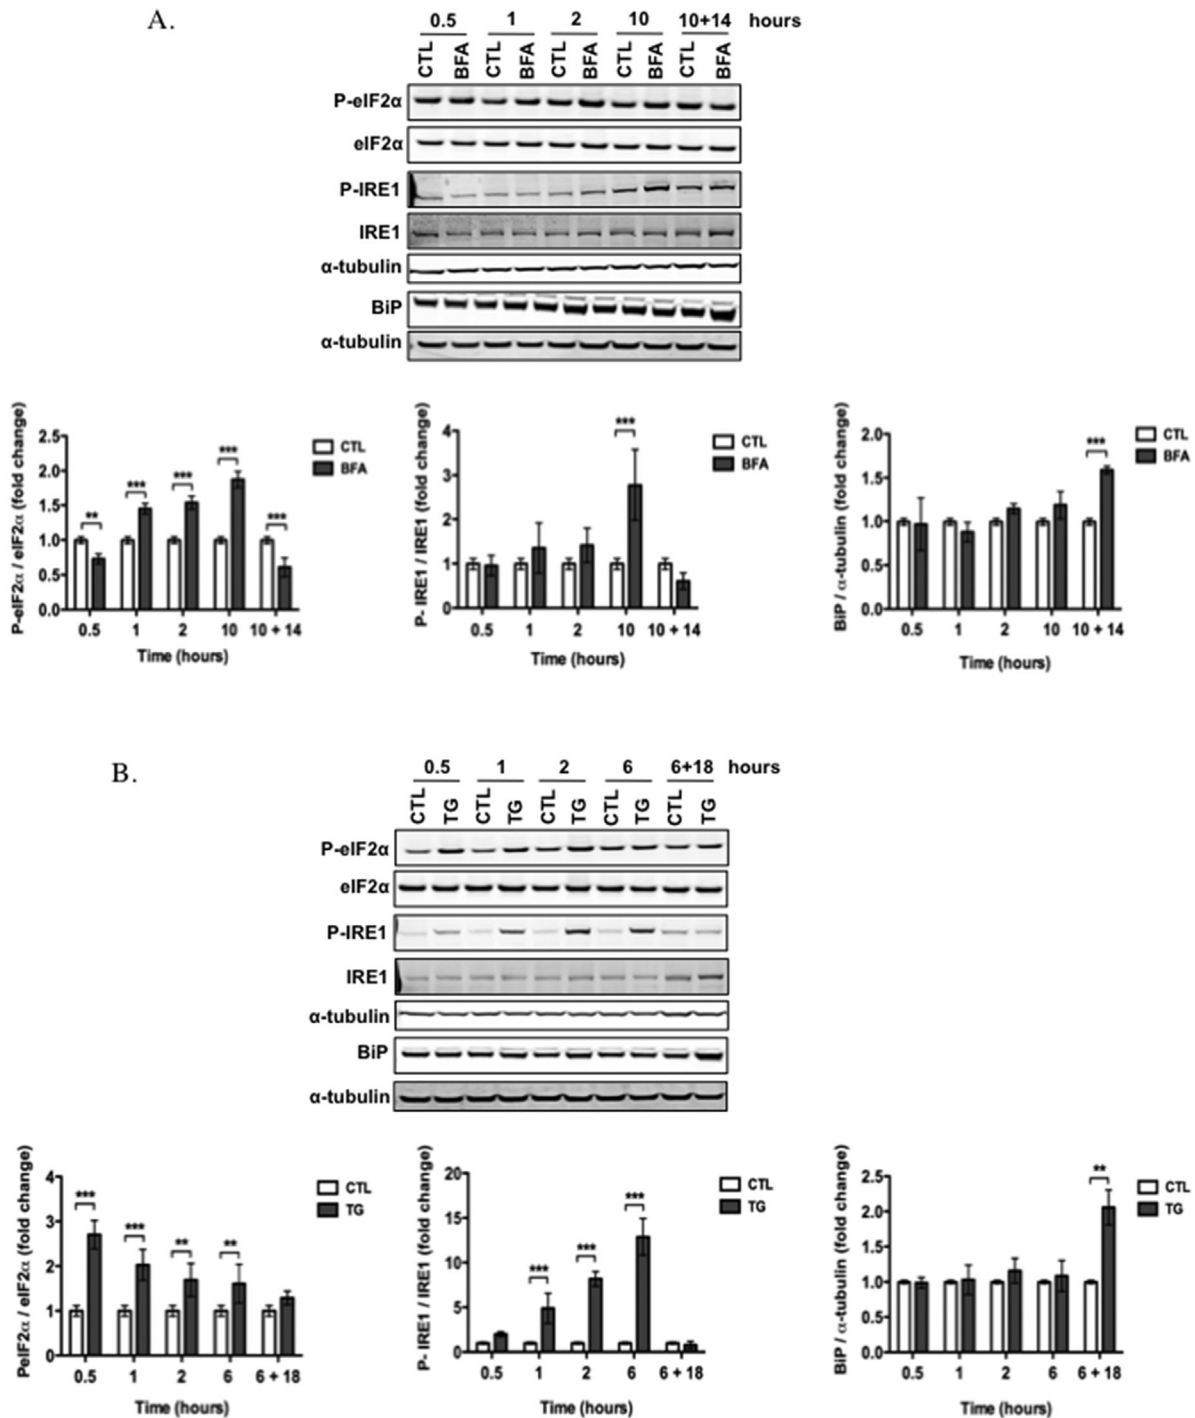 A.
0.5 1 2 10 10+14 hours
CTL BFA CTL BFA CTL BFA CTL BFA CTL BFA
P-eIF2α
eIF2α
P-IRE1
IRE1
α-tubulin
BiP
α-tubulin
P-eIF2α / eIF2α (fold change)
2.5
2.0
1.5
1.0
0.5
0.0
** *** *** *** ***
CTL
BFA
0.5 1 2 10 10 + 14
Time (hours)
P- IRE1 / IRE1 (fold change)
4
3
2
1
0
***
CTL
BFA
0.5 1 2 10 10 + 14
Time (hours)
BiP / α-tubulin (fold change)
2.0
1.5
1.0
0.5
0.0
***
CTL
BFA
0.5 1 2 10 10 + 14
Time (hours)
B.
0.5 1 2 6 6+18 hours
CTL TG CTL TG CTL TG CTL TG CTL TG
P-eIF2α
eIF2α
P-IRE1
IRE1
α-tubulin
BiP
α-tubulin
PeIF2α / eIF2α (fold change)
4
3
2
1
0
*** *** ** **
CTL
TG
0.5 1 2 6 6 + 18
Time (hours)
P- IRE1 / IRE1 (fold change)
20
15
10
5
0
*** *** ***
CTL
TG
0.5 1 2 6 6 + 18
Time (hours)
BiP / α-tubulin (fold change)
2.5
2.0
1.5
1.0
0.5
0.0
**
CTL
TG
0.5 1 2 6 6 + 18
Time (hours)